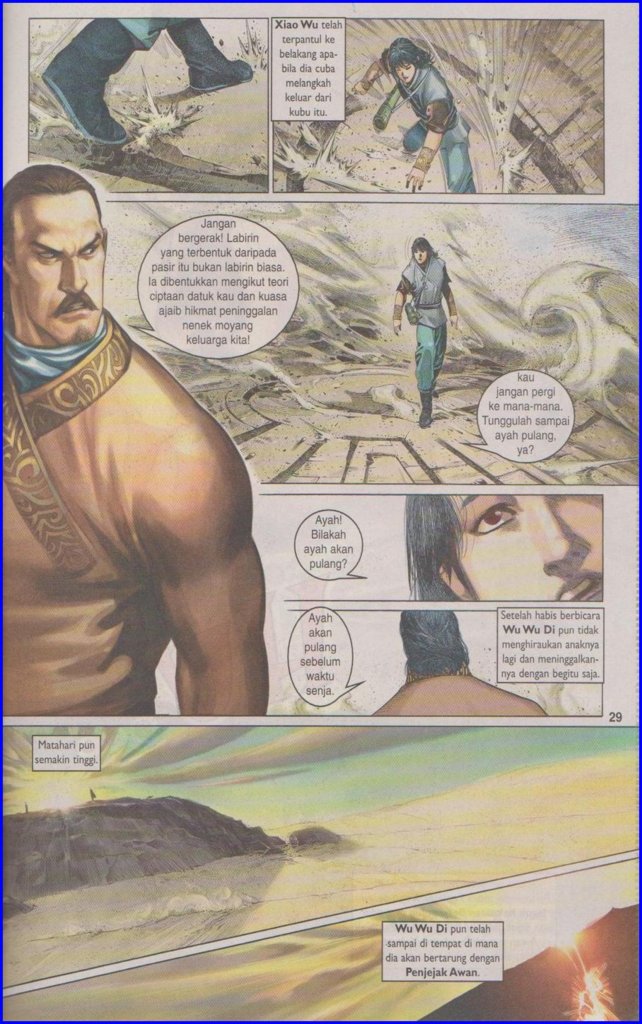 Xiao Wu telah
terpantul ke
belakang apa-
bila dia cuba
melangkah
keluar dari
kubu itu.
Jangan
bergerak! Labirin
yang terbentuk daripada
pasir itu bukan labirin biasa.
Ia dibentukkan mengikut teori
ciptaan datuk kau dan kuasa
ajaib hikmat peninggalan
nenek moyang
keluarga kita!
kau
jangan pergi
ke mana-mana.
Tunggulah sampai
ayah pulang,
ya?
Ayah!
Bilakah
ayah akan
pulang?
Ayah
akan
pulang
sebelum
waktu
senja.
Setelah habis berbicara
Wu Wu Di pun tidak
menghiraukan anaknya
lagi dan meninggalkan-
nya dengan begitu saja.
29
Matahari pun
semakin tinggi.
Wu Wu Di pun telah
sampai di tempat di mana
dia akan bertarung dengan
Penjejak Awan.